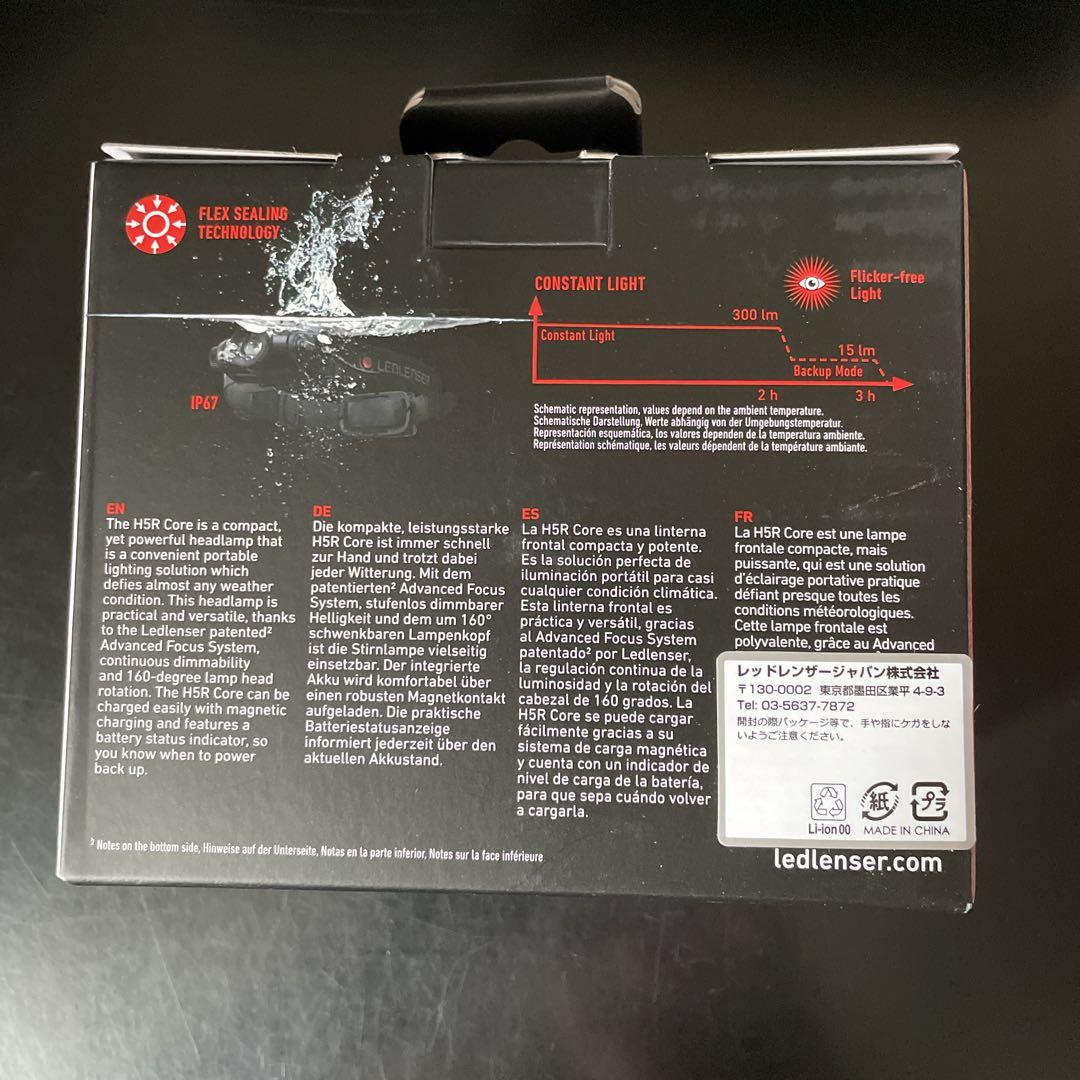 FLEX SEALING
TECHNOLOGY
LEDLENSER
IP67
CONSTANT LIGHT
Flicker-free
Light
300 lm
Constant Light
15 lm
Backup Mode
2 h
3 h
Schematic representation, values depend on the ambient temperature.
Schematische Darstellung, Werte abhängig von der Umgebungstemperatur.
Representación esquemática, los valores dependen de la temperatura ambiente.
Représentation schématique, les valeurs dépendent de la température ambiante.
EN
The H5R Core is a compact,
yet powerful headlamp that
is a convenient portable
lighting solution which
defies almost any weather
condition. This headlamp is
practical and versatile, thanks
to the Ledlenser patented²
Advanced Focus System,
continuous dimmability
and 160-degree lamp head
rotation. The H5R Core can be
charged easily with magnetic
charging and features a
battery status indicator, so
you know when to power
back up.
DE
Die kompakte, leistungsstarke
H5R Core ist immer schnell
zur Hand und trotzt dabei
jeder Witterung. Mit dem
patentierten² Advanced Focus
System, stufenlos dimmbarer
Helligkeit und dem um 160°
schwenkbaren Lampenkopf
ist die Stirnlampe vielseitig
einsetzbar. Der integrierte
Akku wird komfortabel über
einen robusten Magnetkontakt
aufgeladen. Die praktische
Batteriestatusanzeige
informiert jederzeit über den
aktuellen Akkustand.
ES
La H5R Core es una linterna
frontal compacta y potente.
Es la solución perfecta de
iluminación portátil para casi
cualquier condición climática.
Esta linterna frontal es
práctica y versátil, gracias
al Advanced Focus System
patentado² por Ledlenser,
la regulación continua de la
luminosidad y la rotación del
cabezal de 160 grados. La
H5R Core se puede cargar
fácilmente gracias a su
sistema de carga magnética
y cuenta con un indicador de
nivel de carga de la batería,
para que sepa cuándo volver
a cargarla.
FR
La H5R Core est une lampe
frontale compacte, mais
puissante, qui est une solution
d'éclairage portative pratique
défiant presque toutes les
conditions météorologiques.
Cette lampe frontale est
polyvalente, grâce au Advanced
レッドレンザージャパン株式会社
〒130-0002 東京都墨田区業平 4-9-3
Tel: 03-5637-7872
開封の際パッケージ等で、手や指にケガをしな
いようご注意ください。
Li-ion 00
紙
プラ
MADE IN CHINA
² Notes on the bottom side, Hinweise auf der Unterseite, Notas en la parte inferior, Notes sur la face inférieure
ledlenser.com